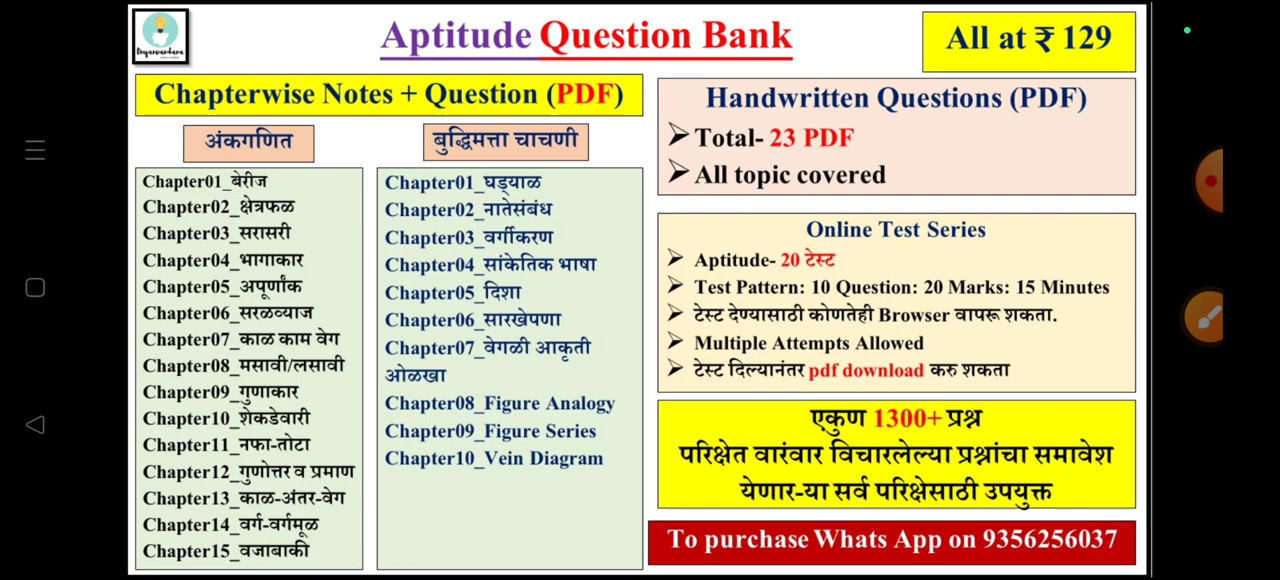 Aptitude Question Bank
All at ₹ 129
Chapterwise Notes + Question (PDF)
अंकगणित
Chapter01_बेरीज
Chapter02_क्षेत्रफळ
Chapter03_सरासरी
Chapter04_भागाकार
Chapter05_अपूर्णांक
Chapter06_सरळव्याज
Chapter07_काळ काम वेग
Chapter08_मसावी/लसावी
Chapter09_गुणाकार
Chapter10_शेकडेवारी
Chapter11_नफा-तोटा
Chapter12_गुणोत्तर व प्रमाण
Chapter13_काळ-अंतर-वेग
Chapter14_वर्ग-वर्गमूळ
Chapter15_वजाबाकी
बुद्धिमत्ता चाचणी
Chapter01_घड्याळ
Chapter02_नातेसंबंध
Chapter03_वर्गीकरण
Chapter04_सांकेतिक भाषा
Chapter05_दिशा
Chapter06_सारखेपणा
Chapter07_वेगळी आकृती
ओळखा
Chapter08_Figure Analogy
Chapter09_Figure Series
Chapter10_Vein Diagram
Handwritten Questions (PDF)
Total- 23 PDF
All topic covered
Online Test Series
Aptitude- 20 टेस्ट
Test Pattern: 10 Question: 20 Marks: 15 Minutes
टेस्ट देण्यासाठी कोणतेही Browser वापरू शकता.
Multiple Attempts Allowed
टेस्ट दिल्यानंतर pdf download करु शकता
एकुण 1300+ प्रश्न
परिक्षेत वारंवार विचारलेल्या प्रश्नांचा समावेश
येणार-या सर्व परिक्षेसाठी उपयुक्त
To purchase Whats App on 9356256037